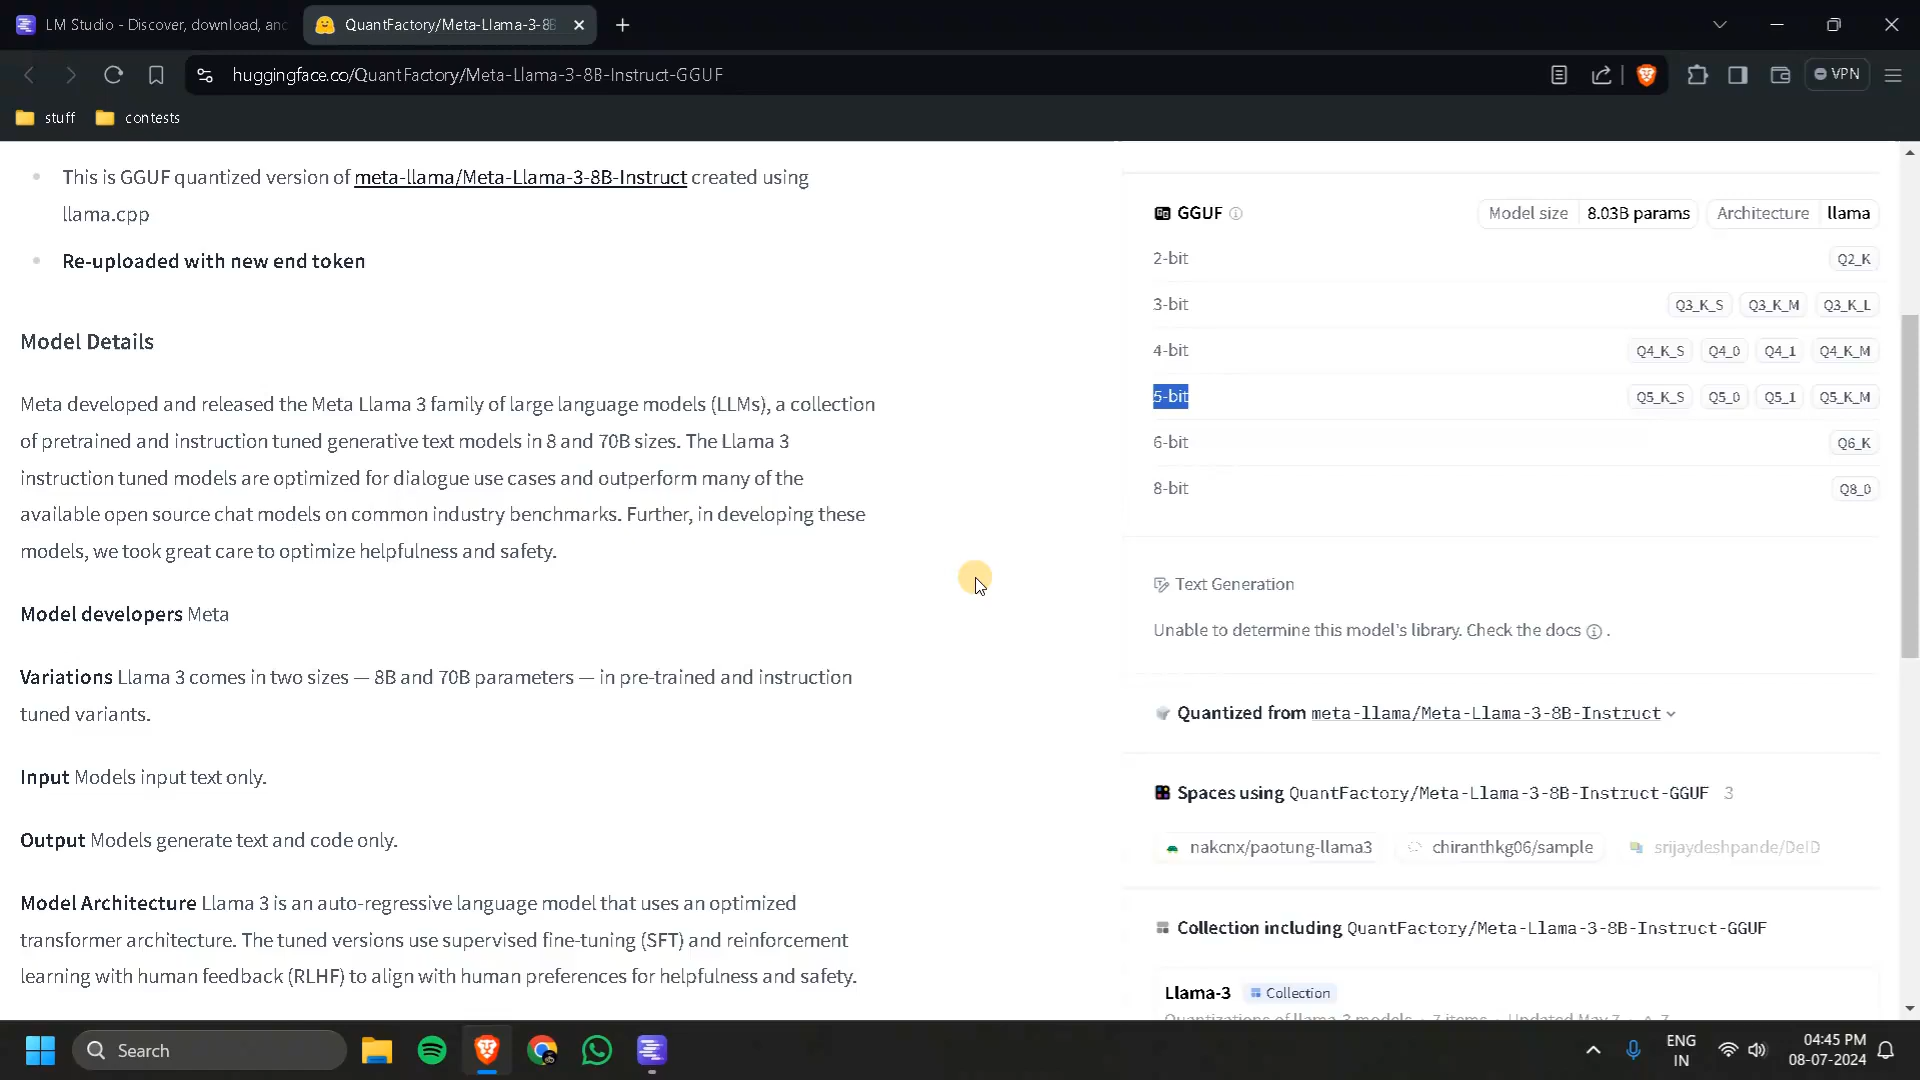 LM Studio - Discover, download, and
QuantFactory/Meta-Llama-3-8B
huggingface.co/QuantFactory/Meta-Llama-3-8B-Instruct-GGUF
VPN
stuff
contests
This is GGUF quantized version of meta-llama/Meta-Llama-3-8B-Instruct created using
llama.cpp
Re-uploaded with new end token
Model Details
Meta developed and released the Meta Llama 3 family of large language models (LLMs), a collection
of pretrained and instruction tuned generative text models in 8 and 70B sizes. The Llama 3
instruction tuned models are optimized for dialogue use cases and outperform many of the
available open source chat models on common industry benchmarks. Further, in developing these
models, we took great care to optimize helpfulness and safety.
Model developers Meta
Variations Llama 3 comes in two sizes — 8B and 70B parameters — in pre-trained and instruction
tuned variants.
Input Models input text only.
Output Models generate text and code only.
Model Architecture Llama 3 is an auto-regressive language model that uses an optimized
transformer architecture. The tuned versions use supervised fine-tuning (SFT) and reinforcement
learning with human feedback (RLHF) to align with human preferences for helpfulness and safety.
GGUF
Model size 8.03B params Architecture llama
2-bit Q2_K
3-bit Q3_K_S Q3_K_M Q3_K_L
4-bit Q4_K_S Q4_0 Q4_1 Q4_K_M
5-bit Q5_K_S Q5_0 Q5_1 Q5_K_M
6-bit Q6_K
8-bit Q8_0
Text Generation
Unable to determine this model's library. Check the docs .
Quantized from meta-llama/Meta-Llama-3-8B-Instruct
Spaces using QuantFactory/Meta-Llama-3-8B-Instruct-GGUF 3
nakcnx/paotung-llama3 chiranthkg06/sample srijaydeshpande/DeID
Collection including QuantFactory/Meta-Llama-3-8B-Instruct-GGUF
Llama-3 Collection
Quantizations of llama-3 models · 7 items · Updated May 7 · 7
Search
ENG
IN
04:45 PM
08-07-2024